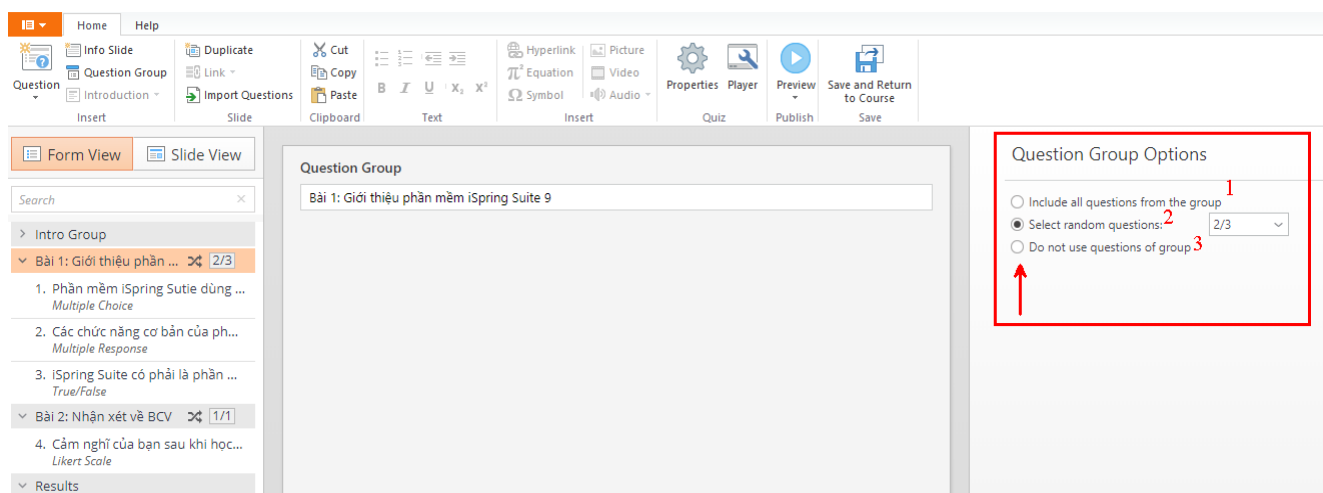 Home Help
Question
Info Slide
Question Group
Introduction
Insert
Duplicate
Link
Import Questions
Slide
Cut
Copy
Paste
Clipboard
B I U X₂ X²
Text
Hyperlink
π² Equation
Ω Symbol
Picture
Video
Audio
Insert
Properties Player
Quiz
Preview
Publish
Save and Return
to Course
Save
Form View Slide View
Search
Intro Group
Bài 1: Giới thiệu phần ... 2/3
1. Phần mềm iSpring Sutie dùng ...
Multiple Choice
2. Các chức năng cơ bản của ph...
Multiple Response
3. iSpring Suite có phải là phần ...
True/False
Bài 2: Nhận xét về BCV 1/1
4. Cảm nghĩ của bạn sau khi học...
Likert Scale
Results
Question Group
Bài 1: Giới thiệu phần mềm iSpring Suite 9
Question Group Options
Include all questions from the group 1
Select random questions: 2 2/3
Do not use questions of group 3